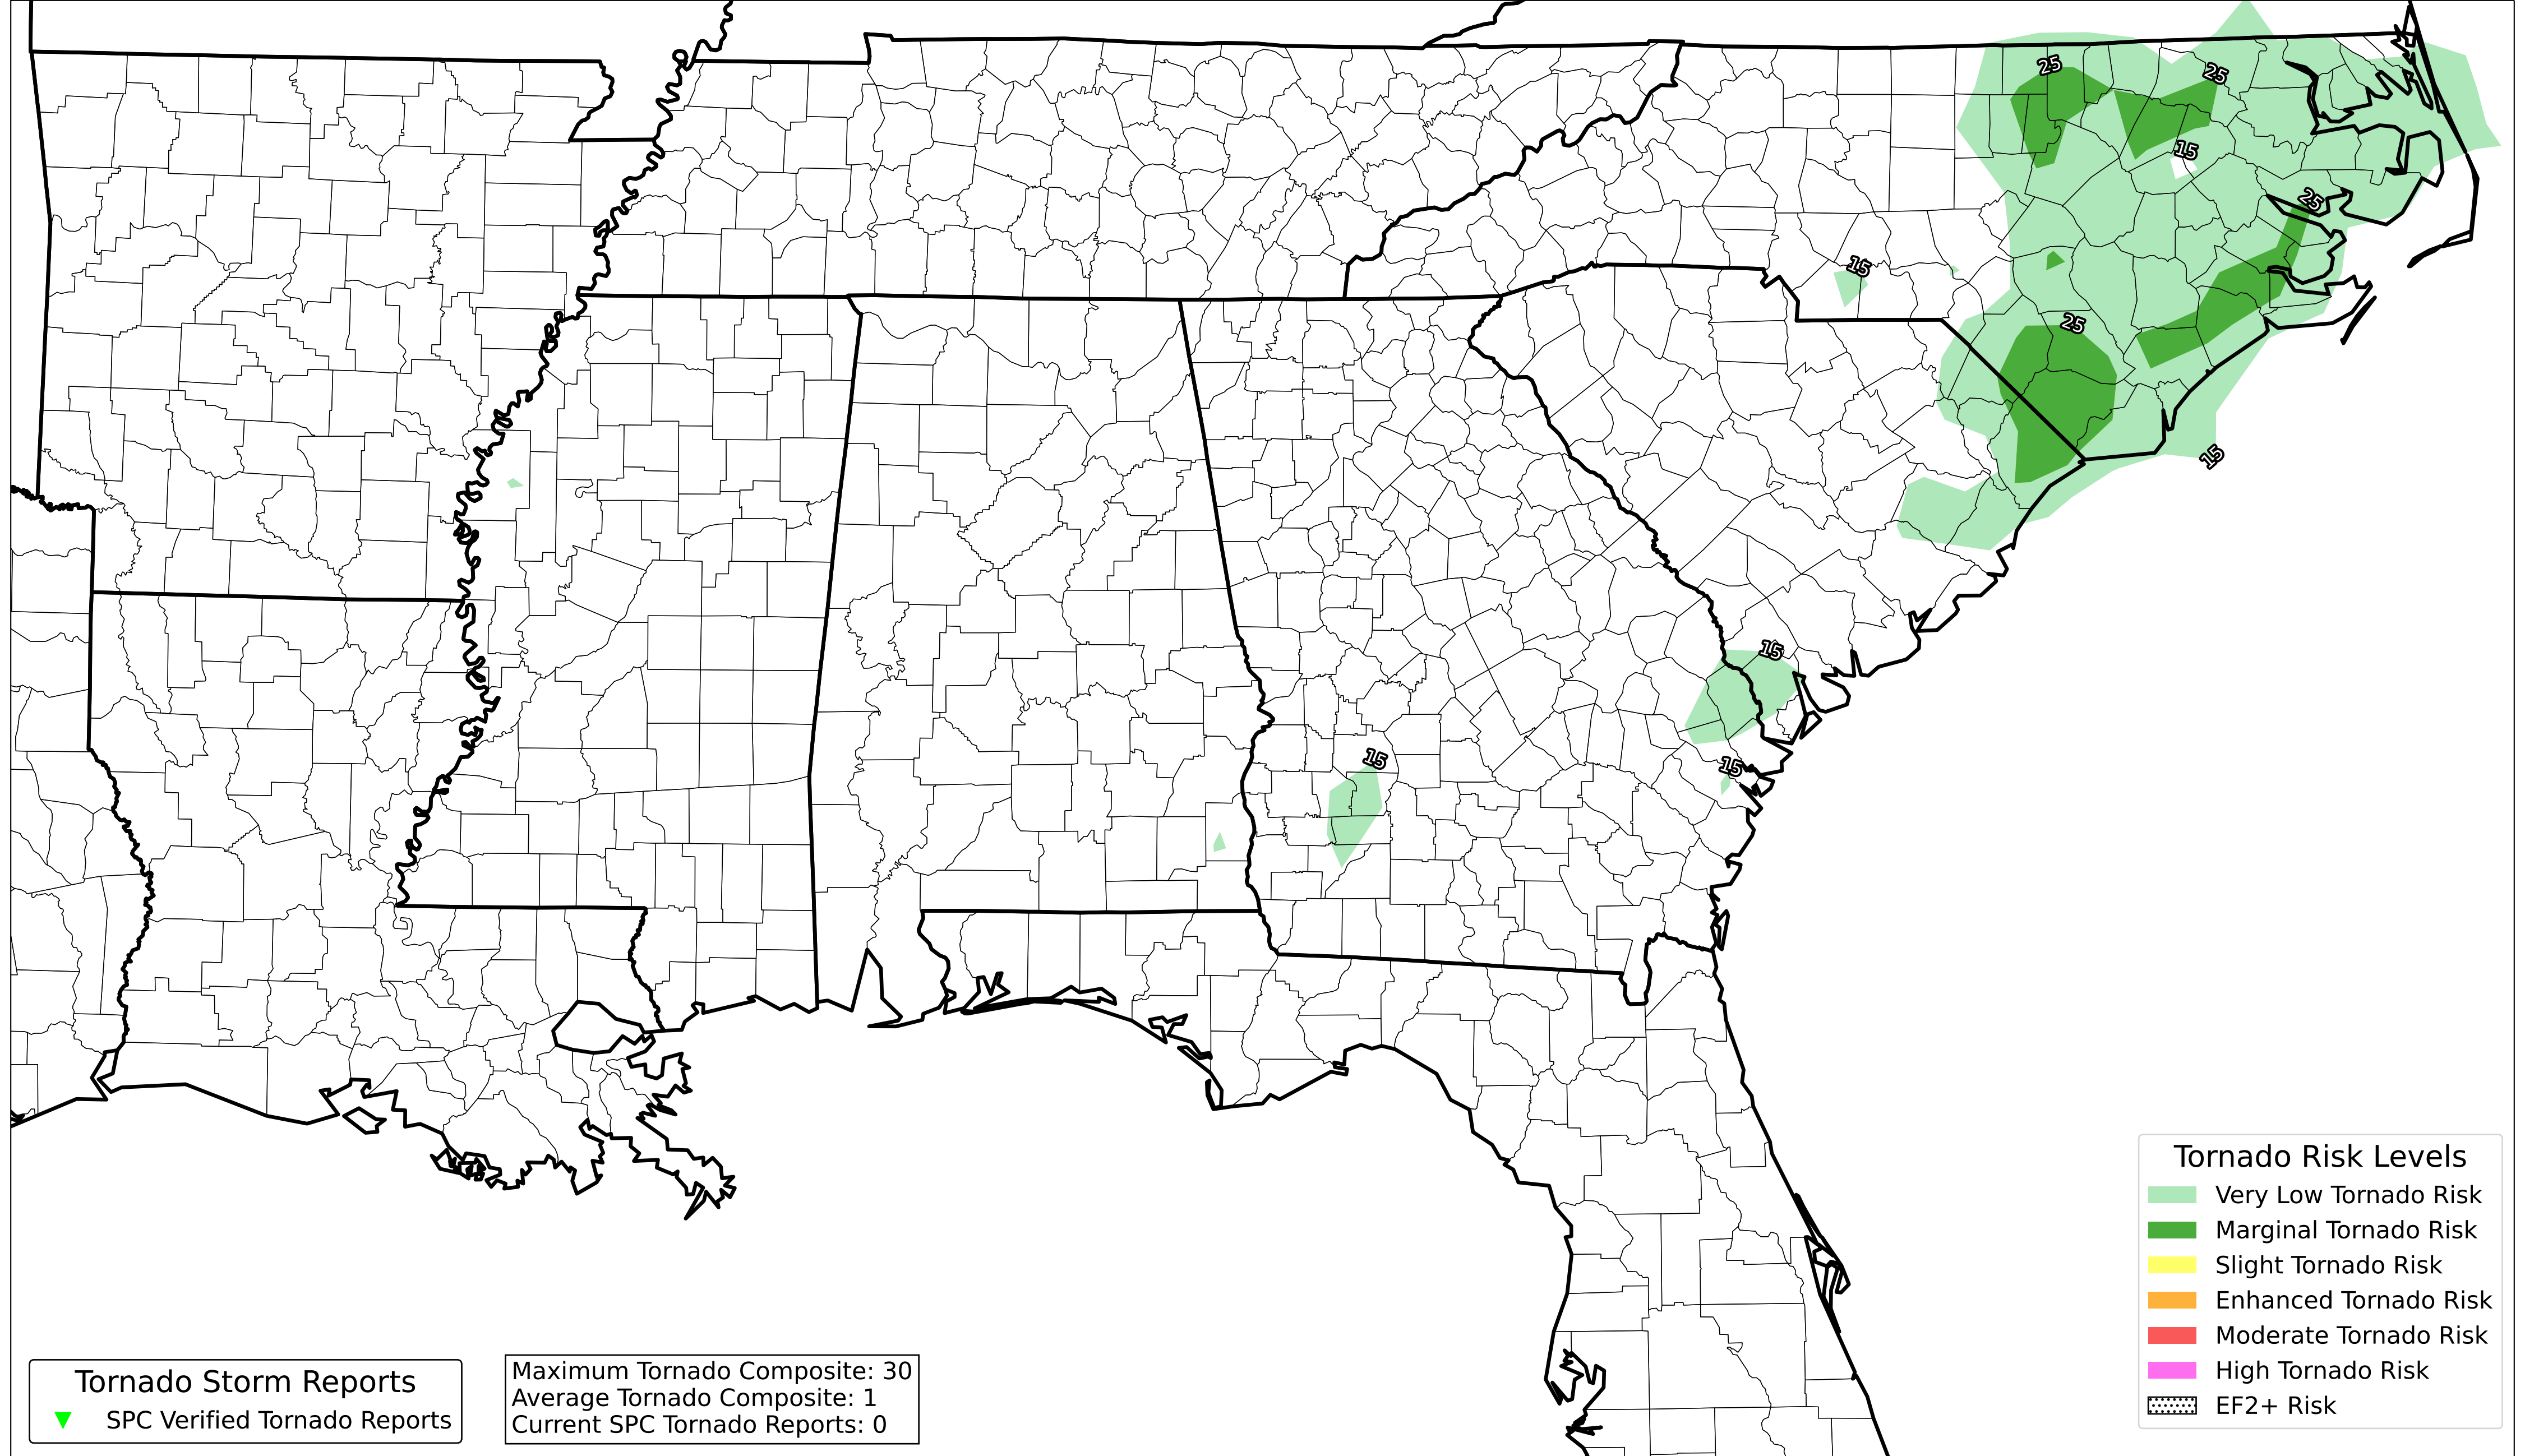 25
25
15
25
15
25
15
15
15
15
Tornado Risk Levels
Very Low Tornado Risk
Marginal Tornado Risk
Slight Tornado Risk
Enhanced Tornado Risk
Moderate Tornado Risk
High Tornado Risk
EF2+ Risk
Tornado Storm Reports
SPC Verified Tornado Reports
Maximum Tornado Composite: 30
Average Tornado Composite: 1
Current SPC Tornado Reports: 0